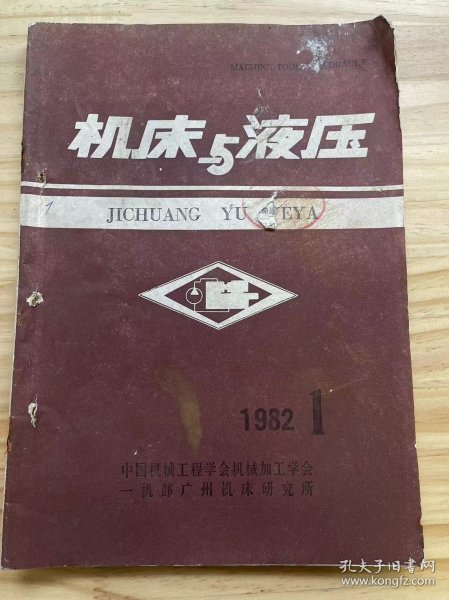 MACHINE TOOL
机床与液压
1
JICHUANG YU YEYA
1982 1
中国机械工程学会机械加工学会
一机部广州机床研究所
孔夫子旧书网
www.kongfz.com